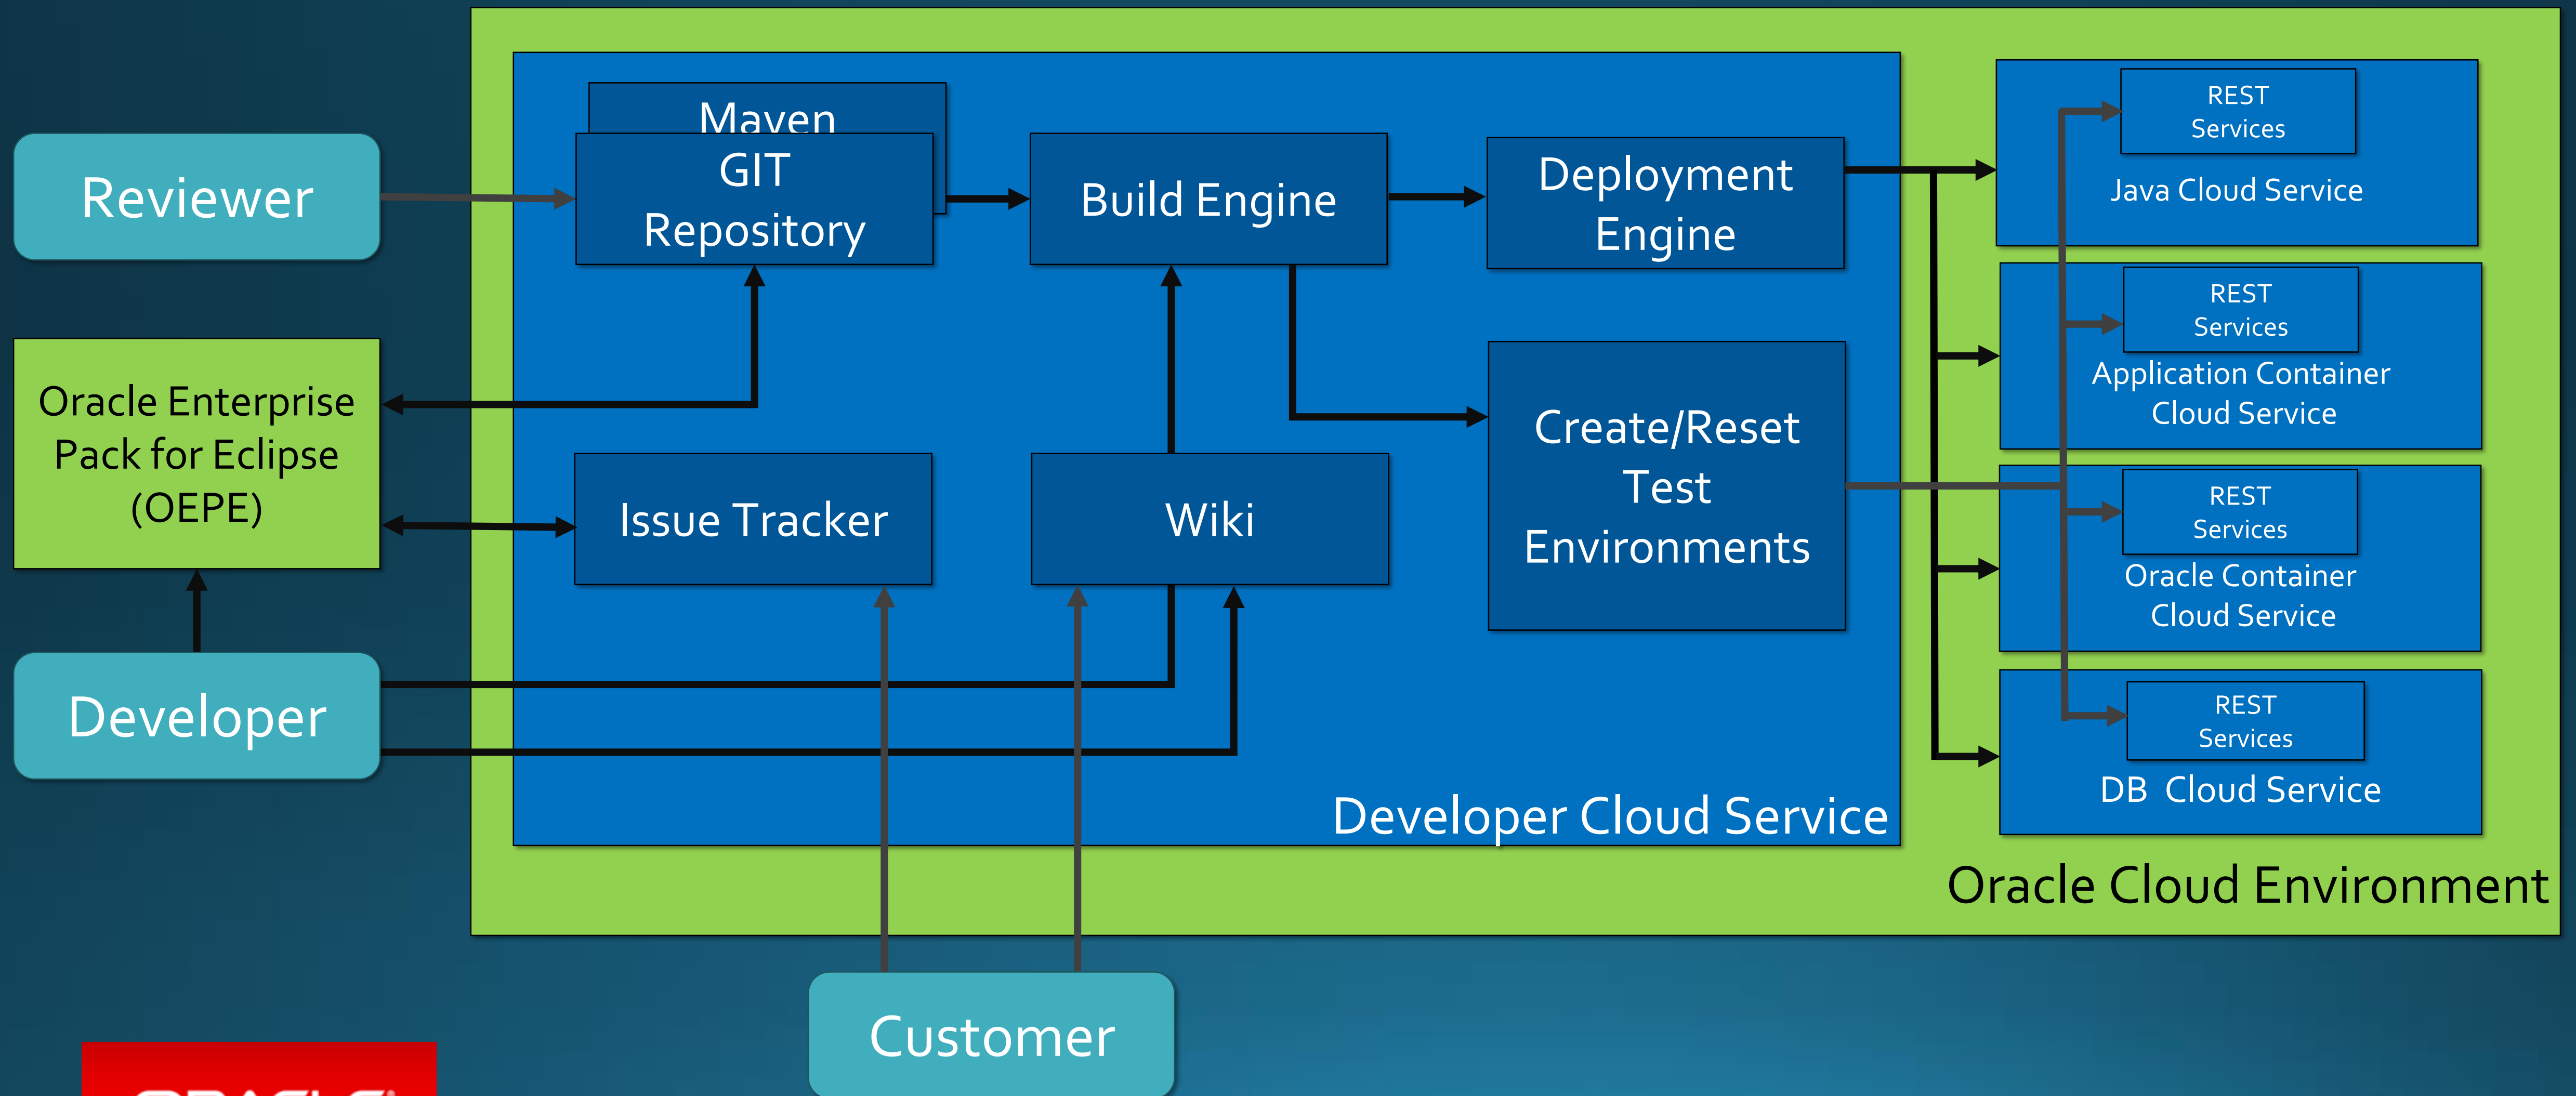 Reviewer
Oracle Enterprise
Pack for Eclipse
(OEPE)
Developer
Maven
GIT
Repository
Build Engine
Deployment
Engine
Issue Tracker
Wiki
Create/Reset
Test
Environments
Developer Cloud Service
REST
Services
Java Cloud Service
REST
Services
Application Container
Cloud Service
REST
Services
Oracle Container
Cloud Service
REST
Services
DB  Cloud Service
Oracle Cloud Environment
Customer